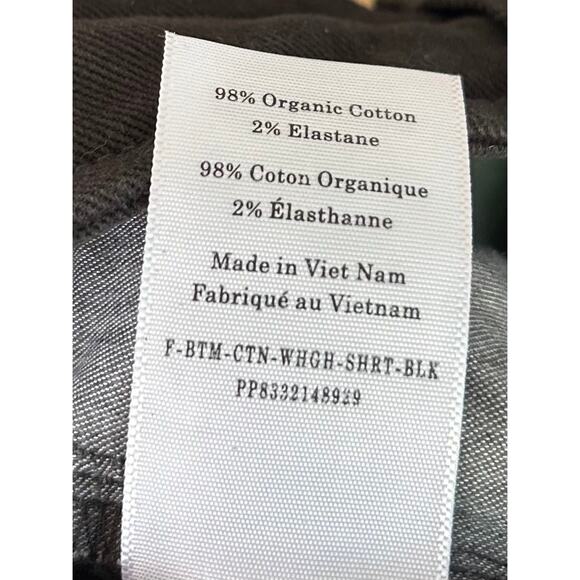 98% Organic Cotton
2% Elastane
98% Coton Organique
2% Élasthanne
Made in Viet Nam
Fabriqué au Vietnam
F-BTM-CTN-WHGH-SHRT-BLK
PP8332148929